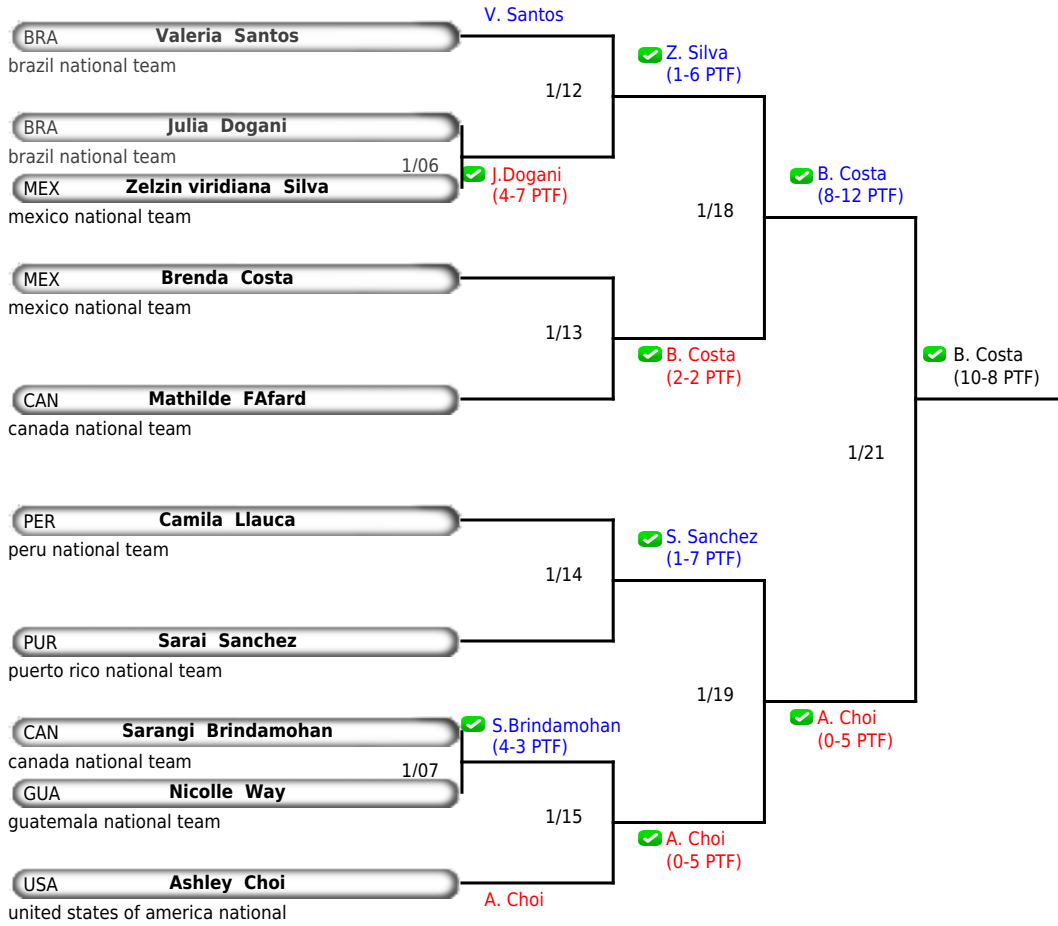 V. Santos
BRA Valeria Santos
brazil national team
Z. Silva
(1-6 PTF)
1/12
BRA Julia Dogani
brazil national team
1/06
J.Dogani
(4-7 PTF)
MEX Zelzin viridiana Silva
mexico national team
B. Costa
(8-12 PTF)
1/18
MEX Brenda Costa
mexico national team
1/13
B. Costa
(2-2 PTF)
CAN Mathilde FAfard
canada national team
B. Costa
(10-8 PTF)
1/21
PER Camila Llauca
peru national team
S. Sanchez
(1-7 PTF)
1/14
PUR Sarai Sanchez
puerto rico national team
1/19
A. Choi
(0-5 PTF)
CAN Sarangi Brindamohan
canada national team
S.Brindamohan
(4-3 PTF)
1/07
GUA Nicolle Way
guatemala national team
1/15
A. Choi
(0-5 PTF)
USA Ashley Choi
united states of america national
A. Choi